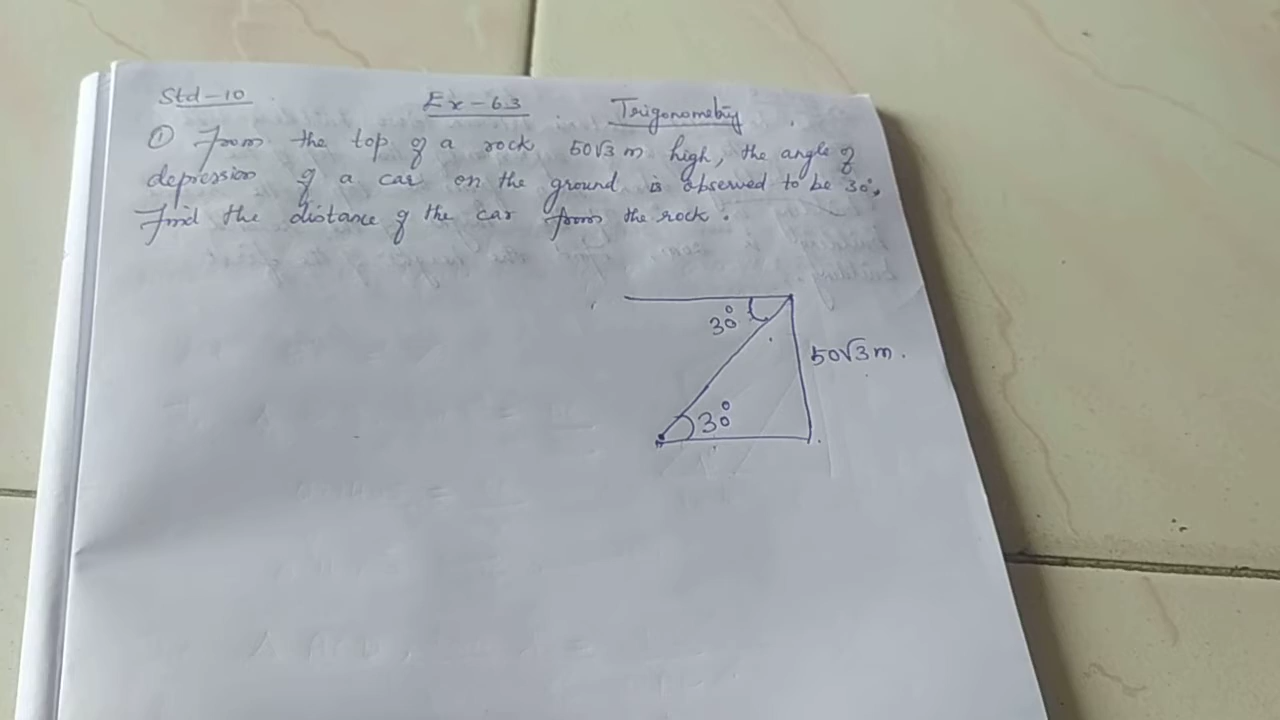 Std-10 Ex-6.3 Trigonometry
① From the top of a rock 50√3 m high, the angle of
depression of a car on the ground is observed to be 30°,
Find the distance of the car from the rock.
30°
50√3 m.
30°